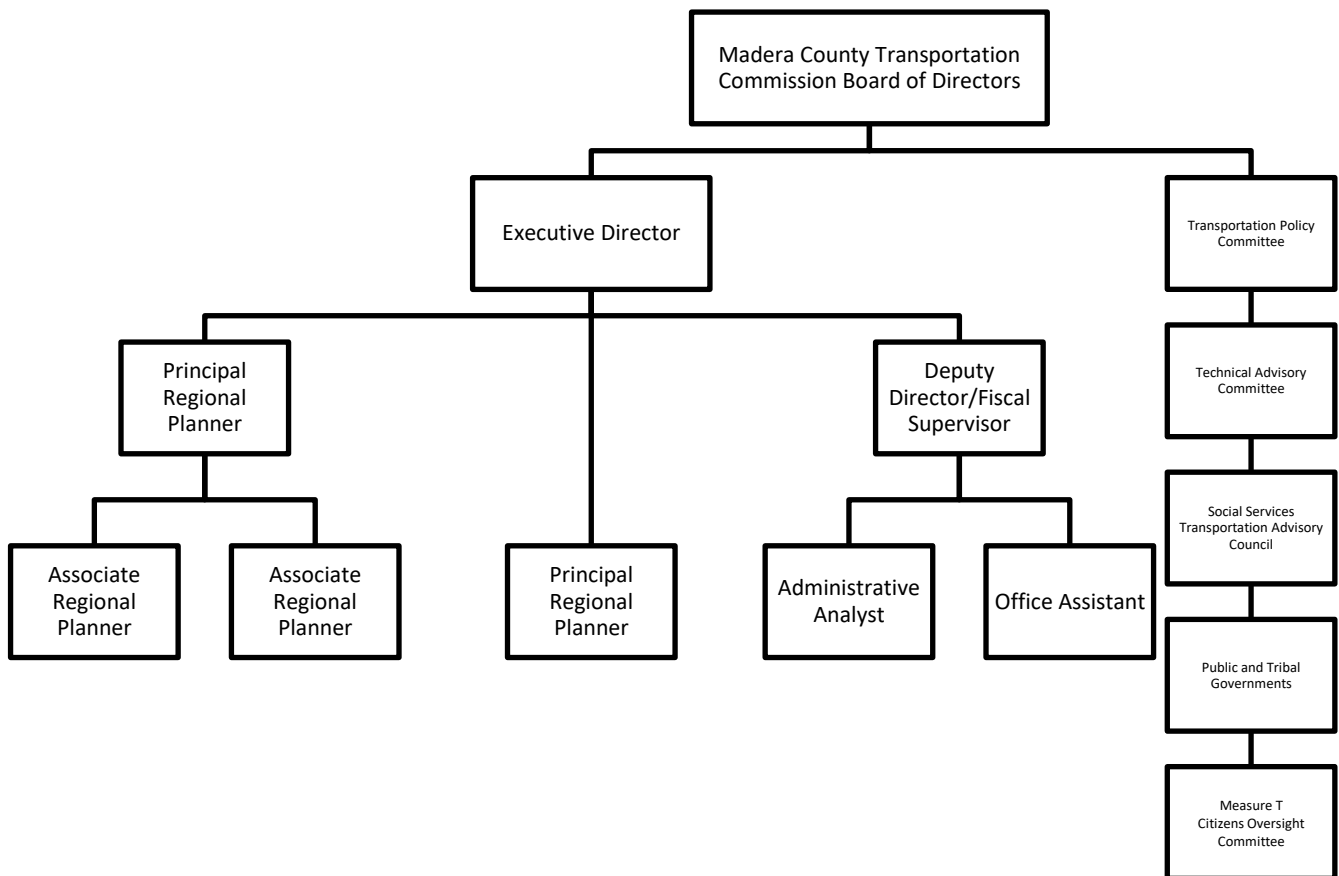 Madera County Transportation
Commission Board of Directors
Executive Director
Transportation Policy
Committee
Principal
Regional
Planner
Deputy
Director/Fiscal
Supervisor
Technical Advisory
Committee
Associate
Regional
Planner
Associate
Regional
Planner
Principal
Regional
Planner
Administrative
Analyst
Office Assistant
Social Services
Transportation Advisory
Council
Public and Tribal
Governments
Measure T
Citizens Oversight
Committee